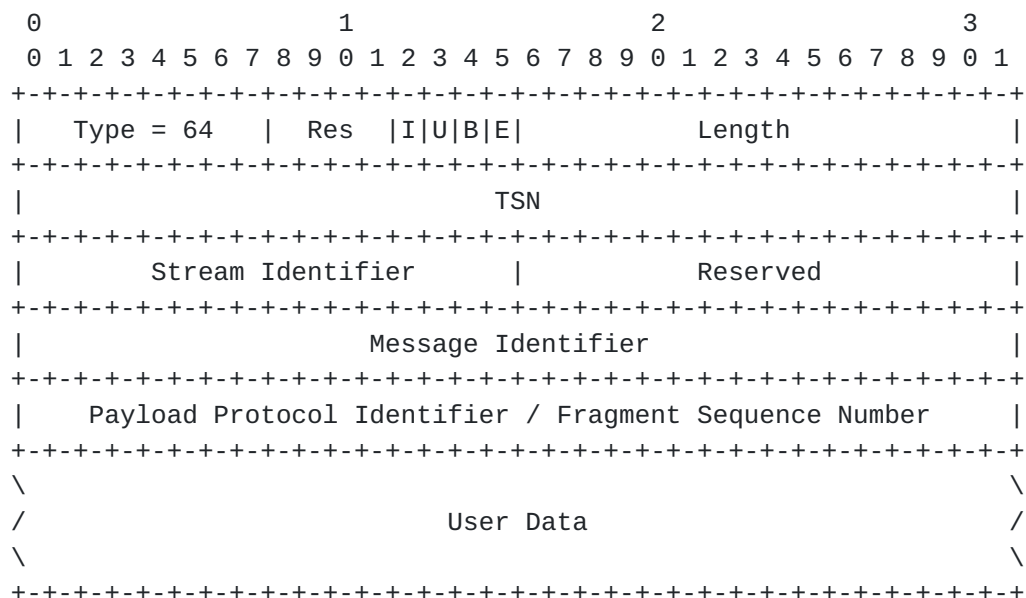 0                   1                   2                   3
 0 1 2 3 4 5 6 7 8 9 0 1 2 3 4 5 6 7 8 9 0 1 2 3 4 5 6 7 8 9 0 1
+-+-+-+-+-+-+-+-+-+-+-+-+-+-+-+-+-+-+-+-+-+-+-+-+-+-+-+-+-+-+-+-+
|   Type = 64   |  Res  |I|U|B|E|           Length              |
+-+-+-+-+-+-+-+-+-+-+-+-+-+-+-+-+-+-+-+-+-+-+-+-+-+-+-+-+-+-+-+-+
|                              TSN                              |
+-+-+-+-+-+-+-+-+-+-+-+-+-+-+-+-+-+-+-+-+-+-+-+-+-+-+-+-+-+-+-+-+
|        Stream Identifier      |           Reserved            |
+-+-+-+-+-+-+-+-+-+-+-+-+-+-+-+-+-+-+-+-+-+-+-+-+-+-+-+-+-+-+-+-+
|                      Message Identifier                       |
+-+-+-+-+-+-+-+-+-+-+-+-+-+-+-+-+-+-+-+-+-+-+-+-+-+-+-+-+-+-+-+-+
|    Payload Protocol Identifier / Fragment Sequence Number     |
+-+-+-+-+-+-+-+-+-+-+-+-+-+-+-+-+-+-+-+-+-+-+-+-+-+-+-+-+-+-+-+-+
\                                                               \
/                           User Data                           /
\                                                               \
+-+-+-+-+-+-+-+-+-+-+-+-+-+-+-+-+-+-+-+-+-+-+-+-+-+-+-+-+-+-+-+-+